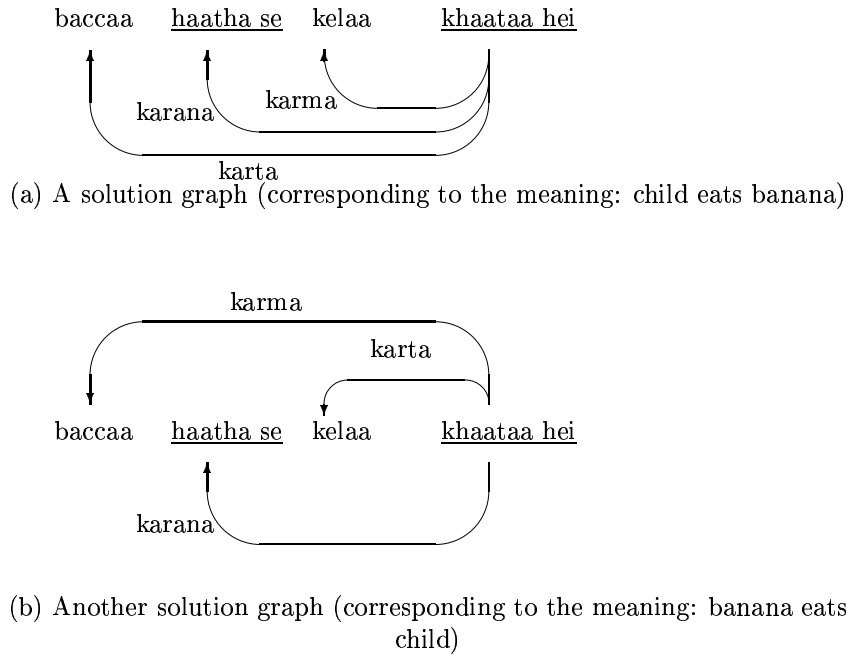 baccaa haatha se kelaa khaataa hei
karma
karana
karta
(a) A solution graph (corresponding to the meaning: child eats banana)
karma
karta
baccaa haatha se kelaa khaataa hei
karana
(b) Another solution graph (corresponding to the meaning: banana eats
child)